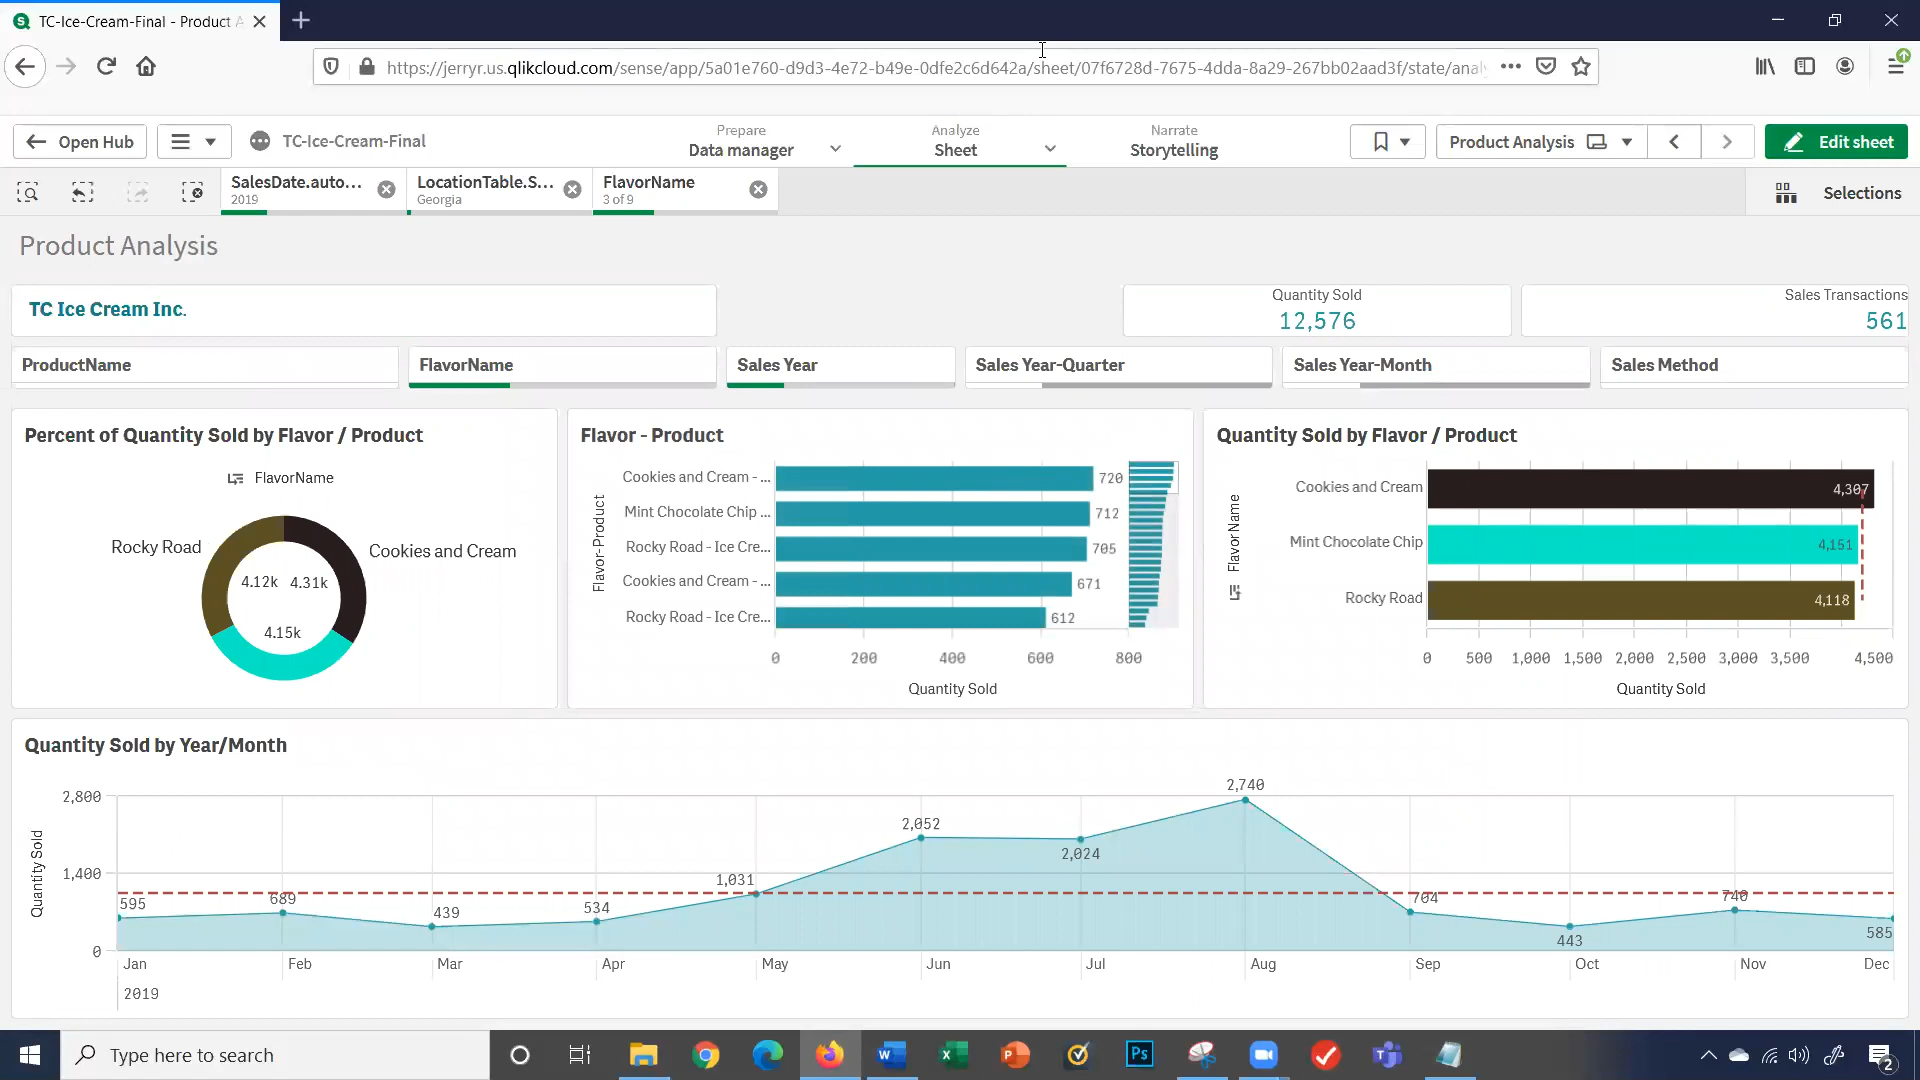 TC-Ice-Cream-Final - Product A
https://jerryr.us.qlikcloud.com/sense/app/5a01e760-d9d3-4e72-b49e-0dfe2c6d642a/sheet/07f6728d-7675-4dda-8a29-267bb02aad3f/state/analy
Open Hub
TC-Ice-Cream-Final
Prepare
Data manager
Analyze
Sheet
Narrate
Storytelling
Product Analysis
Edit sheet
SalesDate.auto...
2019
LocationTable.S...
Georgia
FlavorName
3 of 9
Selections
Product Analysis
TC Ice Cream Inc.
Quantity Sold
12,576
Sales Transactions
561
ProductName
FlavorName
Sales Year
Sales Year-Quarter
Sales Year-Month
Sales Method
Percent of Quantity Sold by Flavor / Product
FlavorName
Rocky Road
Cookies and Cream
4.12k
4.31k
4.15k
Flavor - Product
Flavor-Product
Cookies and Cream - ...
720
Mint Chocolate Chip ...
712
Rocky Road - Ice Cre...
705
Cookies and Cream - ...
671
Rocky Road - Ice Cre...
612
0 200 400 600 800
Quantity Sold
Quantity Sold by Flavor / Product
FlavorName
Cookies and Cream
4,307
Mint Chocolate Chip
4,151
Rocky Road
4,118
0 500 1,000 1,500 2,000 2,500 3,000 3,500 4,500
Quantity Sold
Quantity Sold by Year/Month
Quantity Sold
2,800
1,400
0
595
689
439
534
1,031
2,052
2,024
2,740
704
443
740
585
Jan Feb Mar Apr May Jun Jul Aug Sep Oct Nov Dec
2019
Type here to search
Ps
2